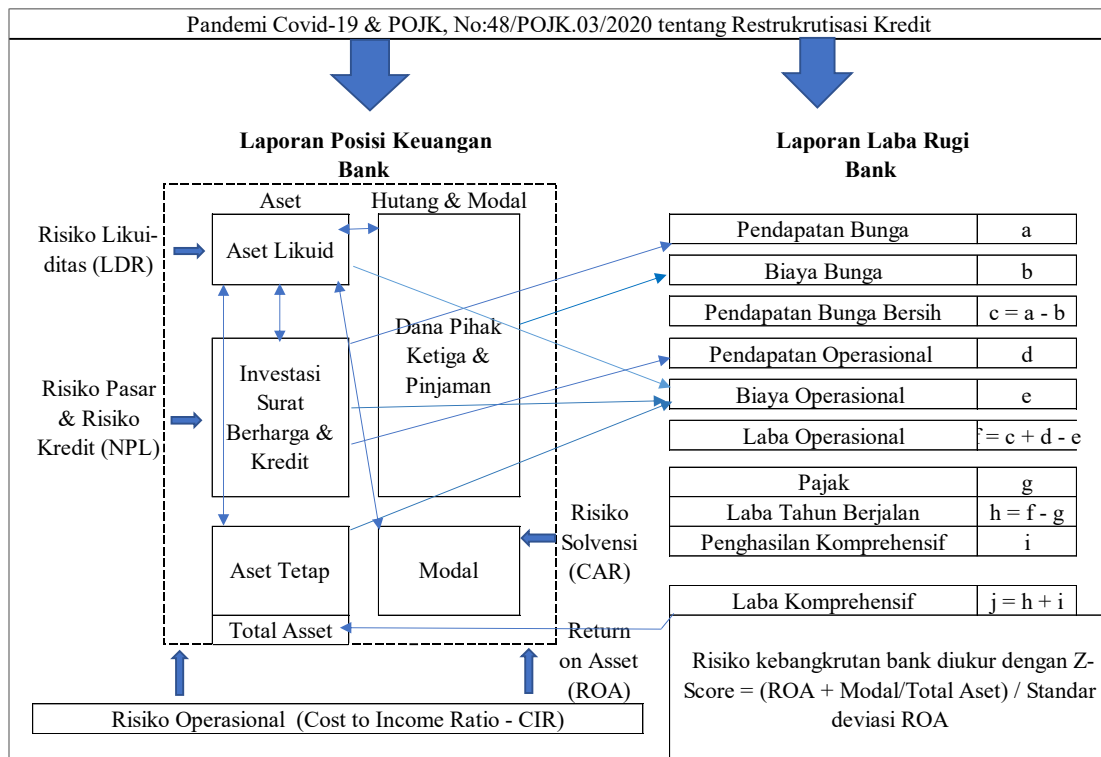 Pandemi Covid-19 & POJK, No:48/POJK.03/2020 tentang Restrukrutisasi Kredit
Laporan Posisi Keuangan
Bank
Laporan Laba Rugi
Bank
Aset
Hutang & Modal
Risiko Likui-
ditas (LDR)
Aset Likuid
Risiko Pasar
& Risiko
Kredit (NPL)
Investasi
Surat
Berharga &
Kredit
Dana Pihak
Ketiga &
Pinjaman
Aset Tetap
Modal
Risiko
Solvensi
(CAR)
Total Asset
Return
on Asset
(ROA)
Risiko Operasional (Cost to Income Ratio - CIR)
Pendapatan Bunga a
Biaya Bunga b
Pendapatan Bunga Bersih c = a - b
Pendapatan Operasional d
Biaya Operasional e
Laba Operasional f = c + d - e
Pajak g
Laba Tahun Berjalan h = f - g
Penghasilan Komprehensif i
Laba Komprehensif j = h + i
Risiko kebangkrutan bank diukur dengan Z-
Score = (ROA + Modal/Total Aset) / Standar
deviasi ROA